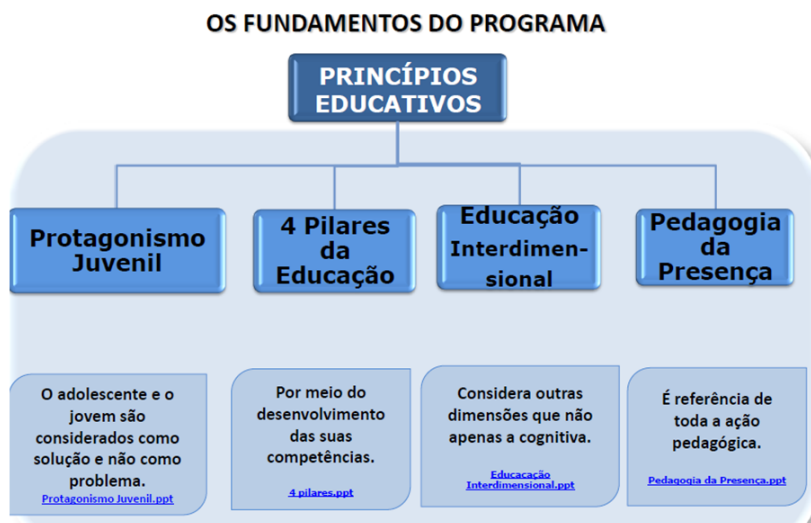 OS FUNDAMENTOS DO PROGRAMA
PRINCÍPIOS
EDUCATIVOS
Protagonismo
Juvenil
4 Pilares
da
Educação
Educação
Interdimen-
sional
Pedagogia
da
Presença
O adolescente e o
jovem são
considerados como
solução e não como
problema.
Protagonismo Juvenil.ppt
Por meio do
desenvolvimento
das suas
competências.
4 pilares.ppt
Considera outras
dimensões que não
apenas a cognitiva.
Educacação
Interdimensional.ppt
É referência de
toda a ação
pedagógica.
Pedagogia da Presença.ppt